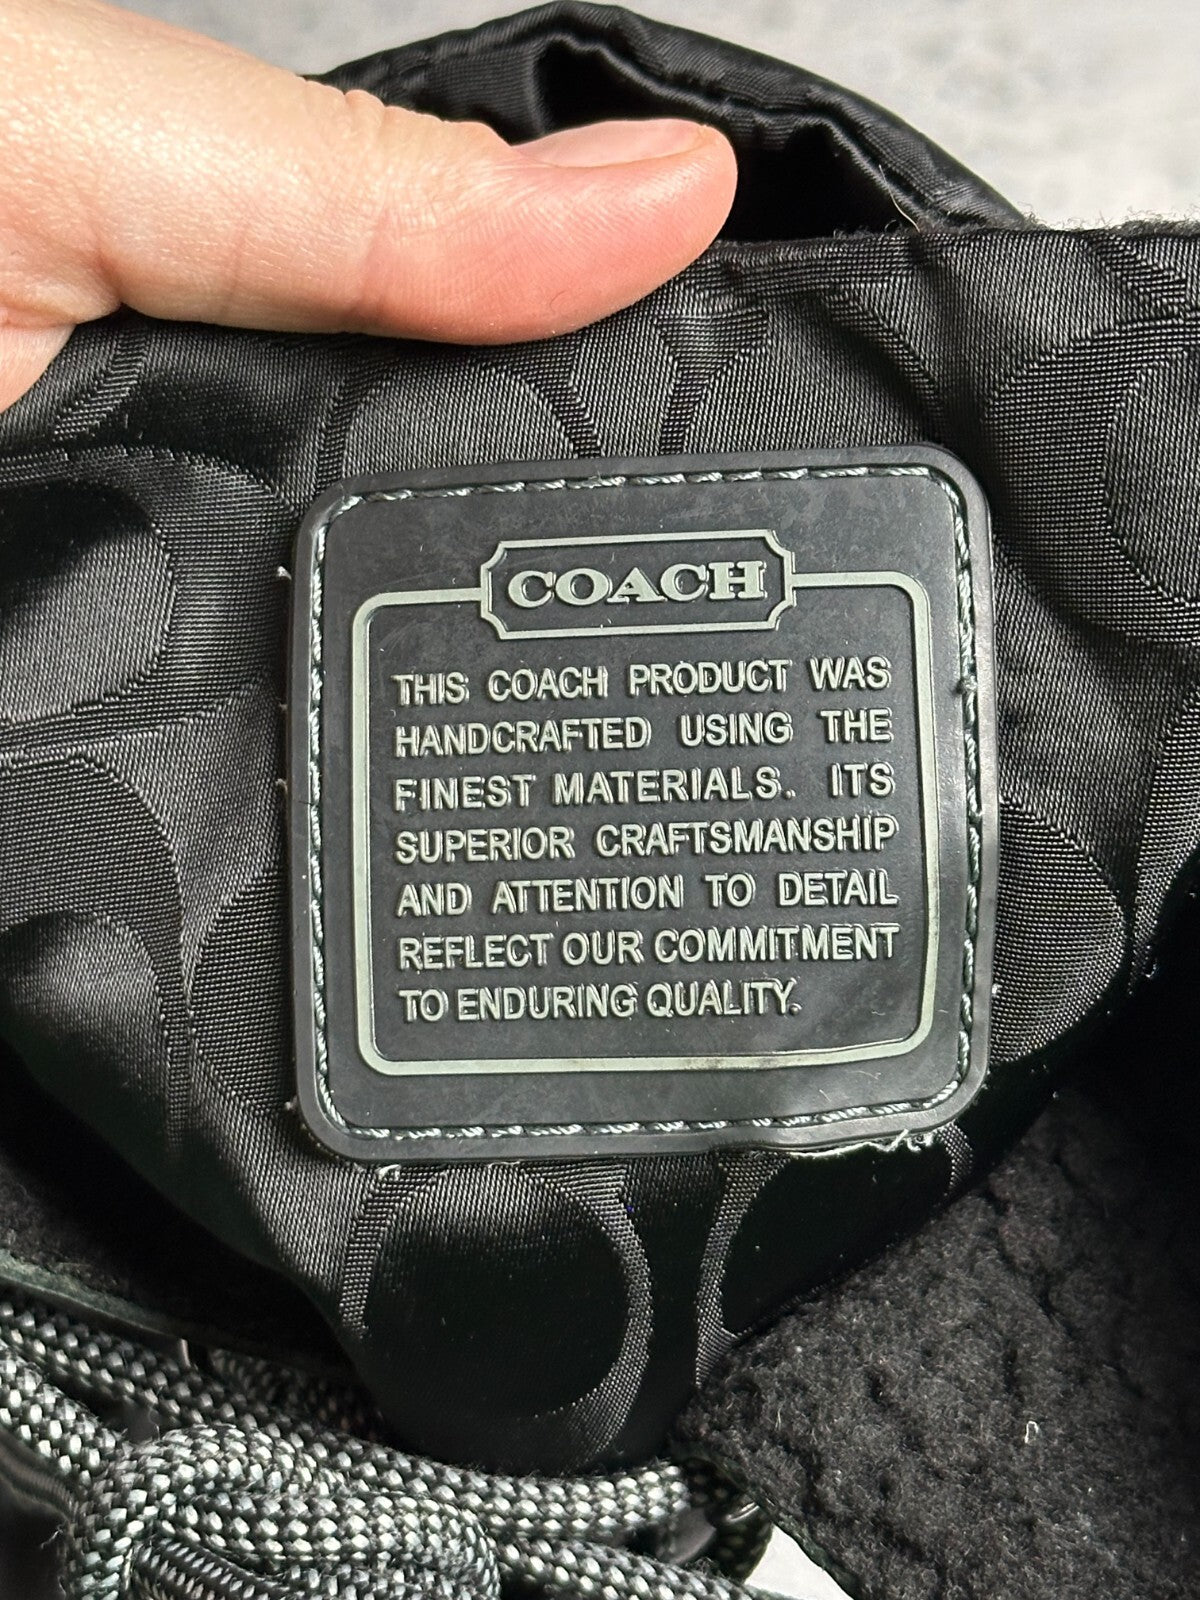 COACH
THIS COACH PRODUCT WAS
HANDCRAFTED USING THE
FINEST MATERIALS. ITS
SUPERIOR CRAFTSMANSHIP
AND ATTENTION TO DETAIL
REFLECT OUR COMMITMENT
TO ENDURING QUALITY.